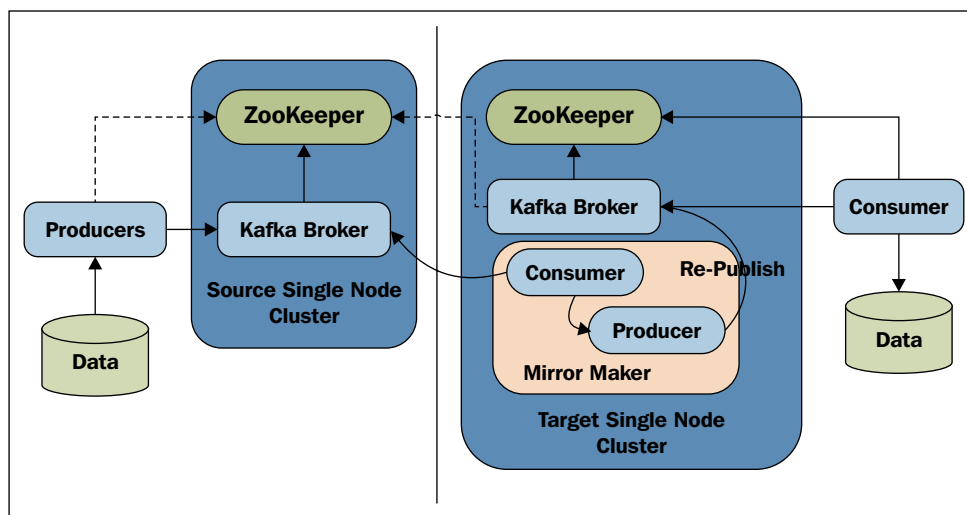 ZooKeeper
Producers
Kafka Broker
Source Single Node
Cluster
Data
ZooKeeper
Kafka Broker
Consumer
Re-Publish
Producer
Mirror Maker
Target Single Node
Cluster
Consumer
Data